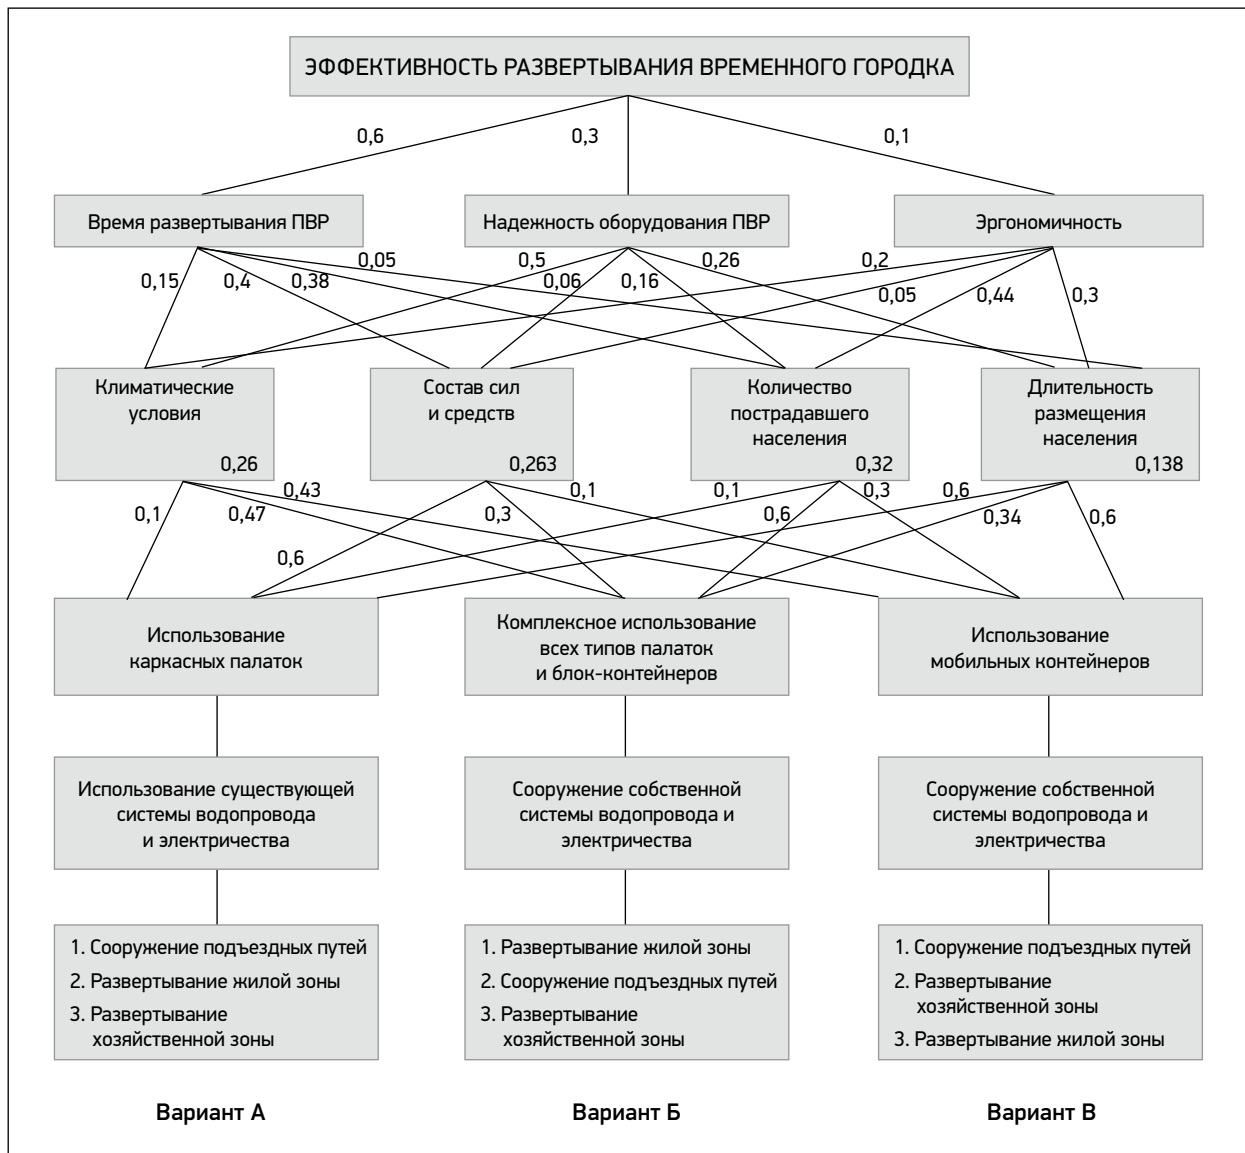 ЭФФЕКТИВНОСТЬ РАЗВЕРТЫВАНИЯ ВРЕМЕННОГО ГОРОДКА
0,6
0,3
0,1
Время развертывания ПВР
Надежность оборудования ПВР
Эргономичность
0,15
0,4
0,38
0,05
0,5
0,06
0,16
0,26
0,2
0,05
0,44
0,3
Климатические
условия
0,26
Состав сил
и средств
0,263
Количество
пострадавшего
населения
0,32
Длительность
размещения
населения
0,138
0,1
0,47
0,43
0,6
0,3
0,1
0,1
0,6
0,3
0,6
0,34
0,6
Использование
каркасных палаток
Комплексное использование
всех типов палаток
и блок-контейнеров
Использование
мобильных контейнеров
Использование существующей
системы водопровода
и электричества
Сооружение собственной
системы водопровода и
электричества
Сооружение собственной
системы водопровода и
электричества
1. Сооружение подъездных путей
2. Развертывание жилой зоны
3. Развертывание
хозяйственной зоны
1. Развертывание жилой зоны
2. Сооружение подъездных путей
3. Развертывание
хозяйственной зоны
1. Сооружение подъездных путей
2. Развертывание
хозяйственной зоны
3. Развертывание жилой зоны
Вариант А
Вариант Б
Вариант В